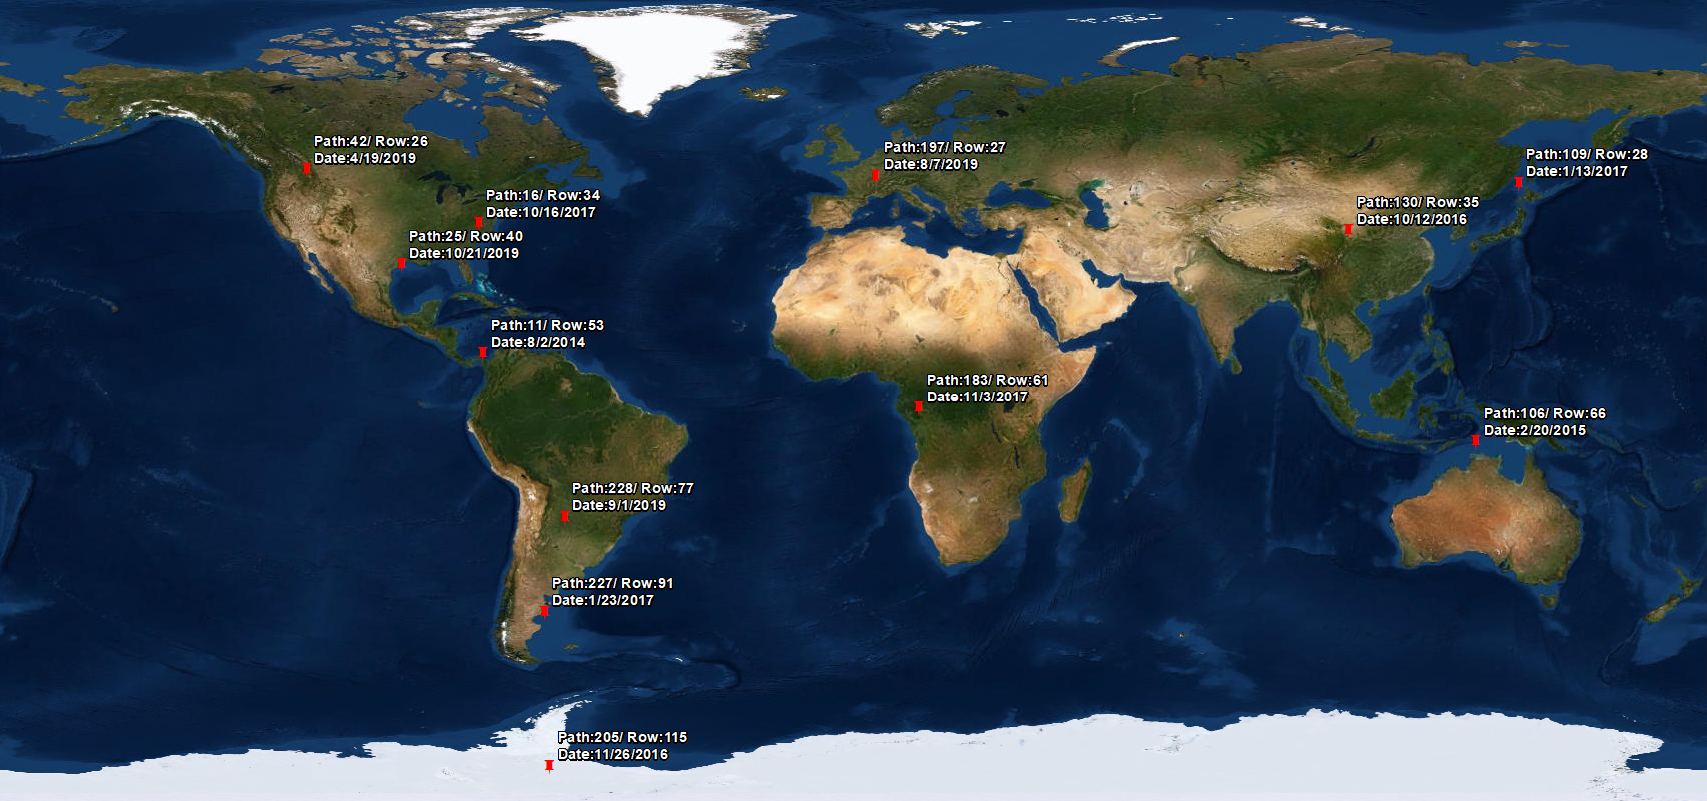 Path:42/ Row:26
Date:4/19/2019
Path:197/ Row:27
Date:8/7/2019
Path:109/ Row:28
Date:1/13/2017
Path:16/ Row:34
Date:10/16/2017
Path:130/ Row:35
Date:10/12/2016
Path:25/ Row:40
Date:10/21/2019
Path:11/ Row:53
Date:8/2/2014
Path:183/ Row:61
Date:11/3/2017
Path:106/ Row:66
Date:2/20/2015
Path:228/ Row:77
Date:9/1/2019
Path:227/ Row:91
Date:1/23/2017
Path:205/ Row:115
Date:11/26/2016